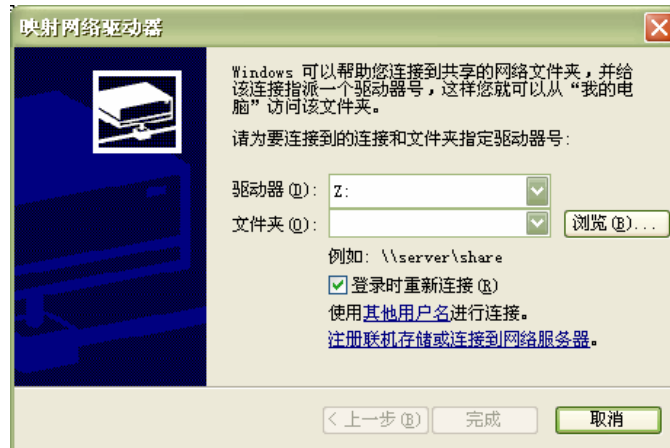 映射网络驱动器
Windows 可以帮助您连接到共享的网络文件夹，并给
该连接指派一个驱动器号，这样您就可以从“我的电
脑”访问该文件夹。
请为要连接到的连接和文件夹指定驱动器号：
驱动器(D)： Z:
文件夹(O)： 浏览(B)...
例如：\\server\share
登录时重新连接(R)
使用其他用户名进行连接。
注册联机存储或连接到网络服务器。
< 上一步(B) 完成 取消